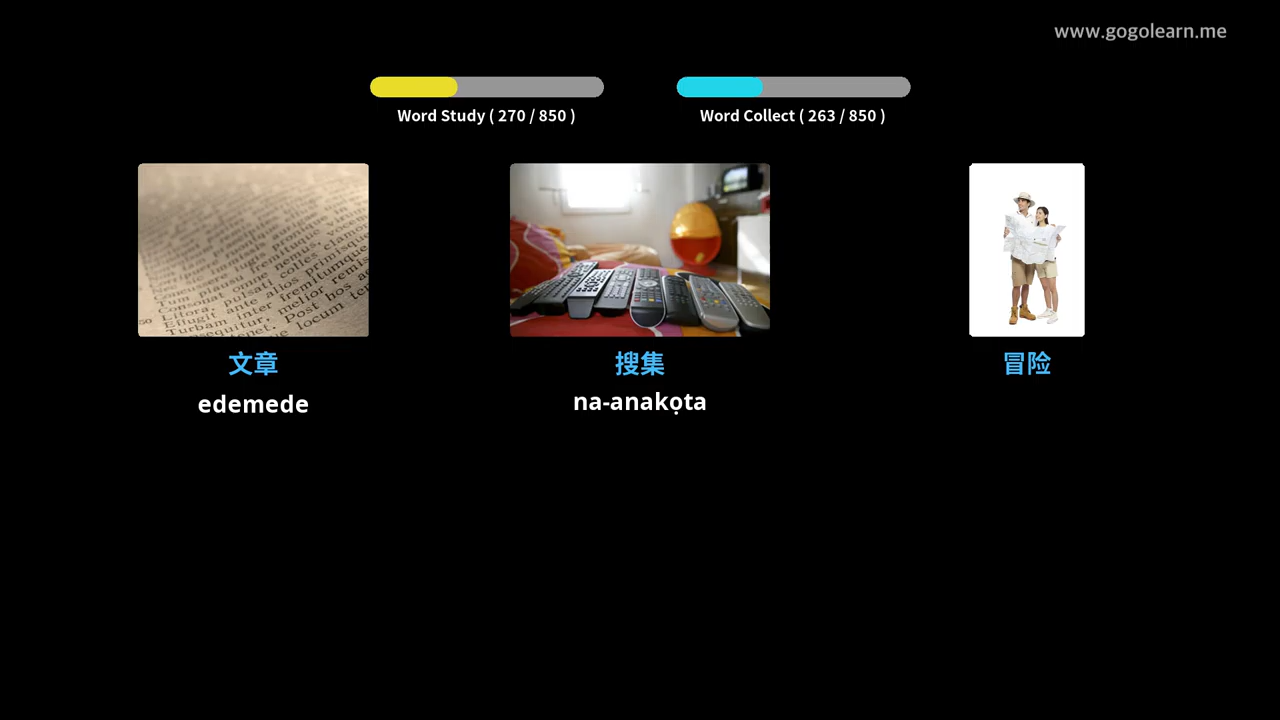 www.gogolearn.me
Word Study ( 270 / 850 )
Word Collect ( 263 / 850 )
文章
搜集
冒险
edemede
na-anakọta